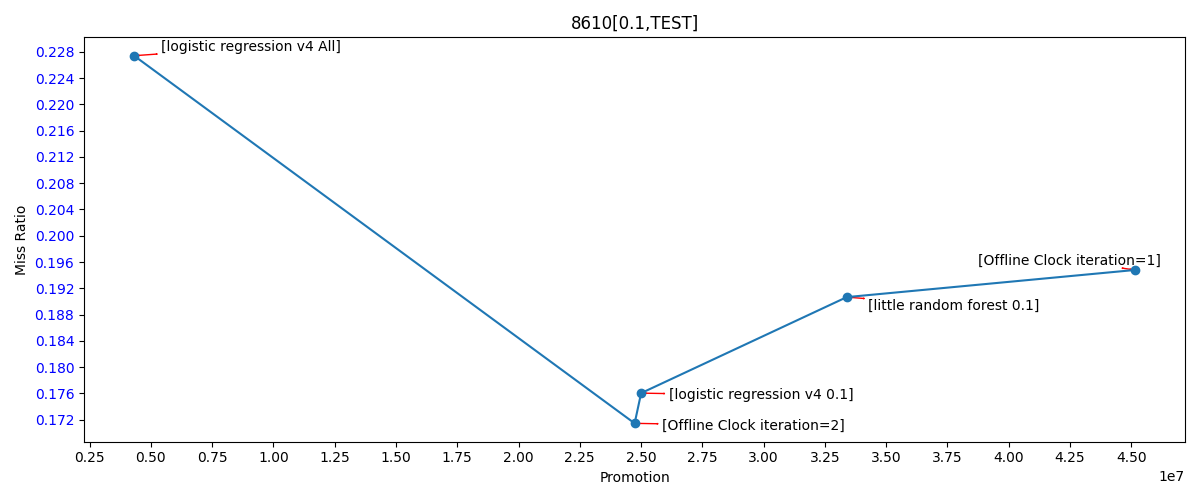 8610[0.1,TEST]
[logistic regression v4 All]
0.228
0.224
0.220
0.216
0.212
0.208
0.204
0.200
0.196
0.192
0.188
0.184
0.180
0.176
0.172
Miss Ratio
[Offline Clock iteration=1]
[little random forest 0.1]
[logistic regression v4 0.1]
[Offline Clock iteration=2]
0.25 0.50 0.75 1.00 1.25 1.50 1.75 2.00 2.25 2.50 2.75 3.00 3.25 3.50 3.75 4.00 4.25 4.50
1e7
Promotion